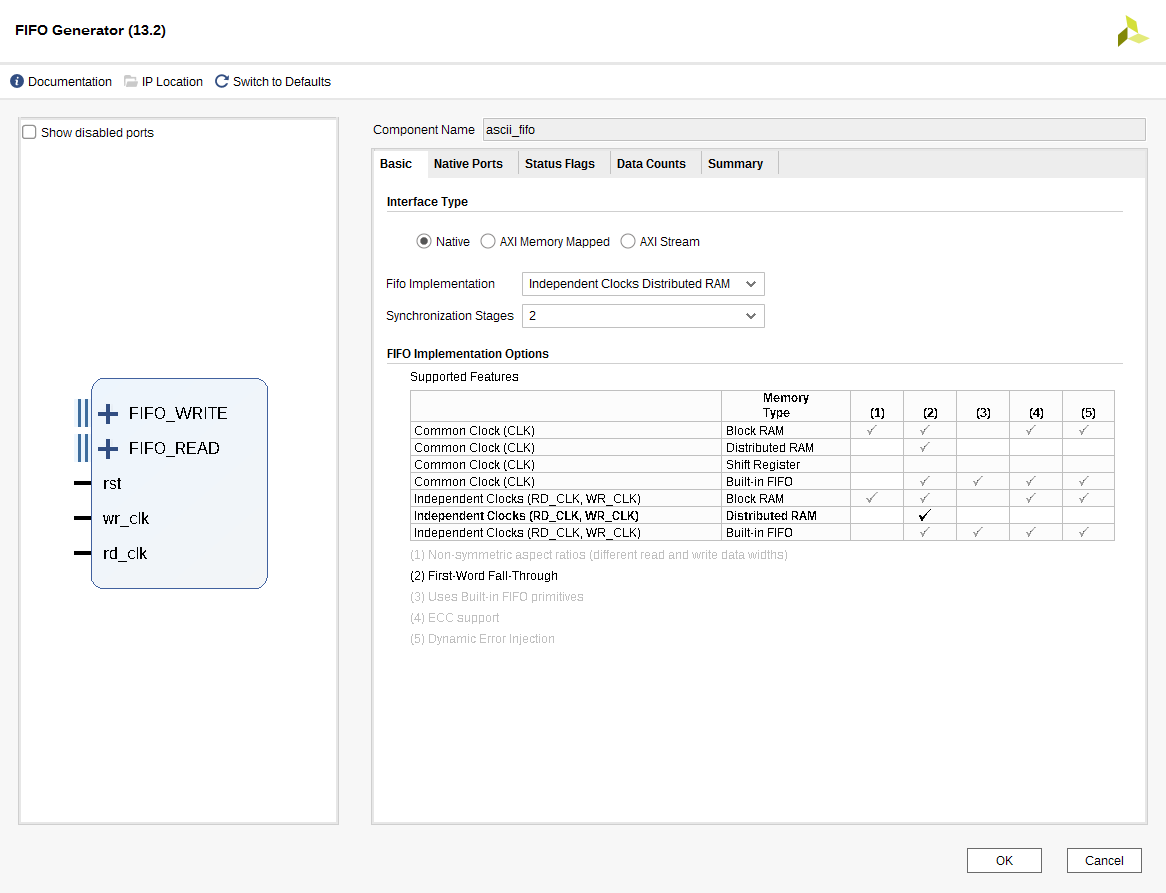 FIFO Generator (13.2)
Documentation IP Location Switch to Defaults
Show disabled ports
FIFO_WRITE
FIFO_READ
rst
wr_clk
rd_clk
Component Name ascii_fifo
Basic Native Ports Status Flags Data Counts Summary
Interface Type
Native AXI Memory Mapped AXI Stream
Fifo Implementation Independent Clocks Distributed RAM
Synchronization Stages 2
FIFO Implementation Options
Supported Features
Memory Type (1) (2) (3) (4) (5)
Common Clock (CLK) Block RAM ✓ ✓ ✓ ✓
Common Clock (CLK) Distributed RAM ✓
Common Clock (CLK) Shift Register
Common Clock (CLK) Built-in FIFO ✓ ✓ ✓ ✓
Independent Clocks (RD_CLK, WR_CLK) Block RAM ✓ ✓ ✓ ✓
Independent Clocks (RD_CLK, WR_CLK) Distributed RAM ✓
Independent Clocks (RD_CLK, WR_CLK) Built-in FIFO ✓ ✓ ✓ ✓
(1) Non-symmetric aspect ratios (different read and write data widths)
(2) First-Word Fall-Through
(3) Uses Built-in FIFO primitives
(4) ECC support
(5) Dynamic Error Injection
OK Cancel